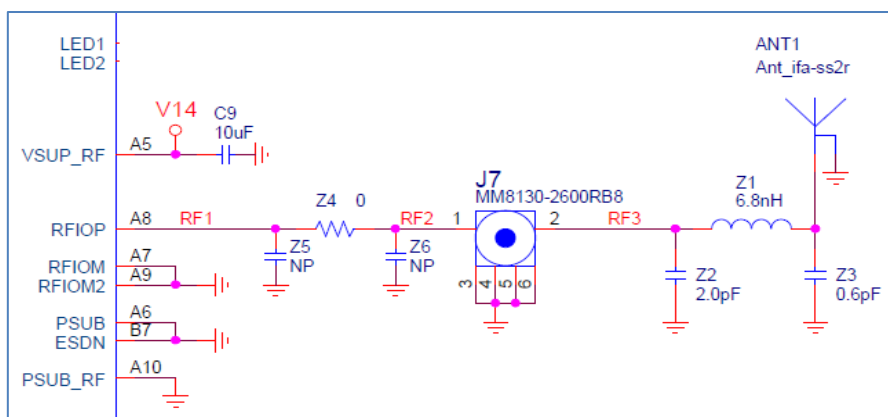 LED1
LED2
ANT1
Ant_ifa-ss2r
V14
C9
10uF
VSUP_RF
A5
J7
MM8130-2600RB8
Z1
6.8nH
Z4 0
RFIOP
A8
RF1
RF2
1
2
RF3
Z5
NP
Z6
NP
RFIOM
A7
RFIOM2
A9
3
4
5
6
Z2
2.0pF
Z3
0.6pF
PSUB
A6
ESDN
B7
PSUB_RF
A10